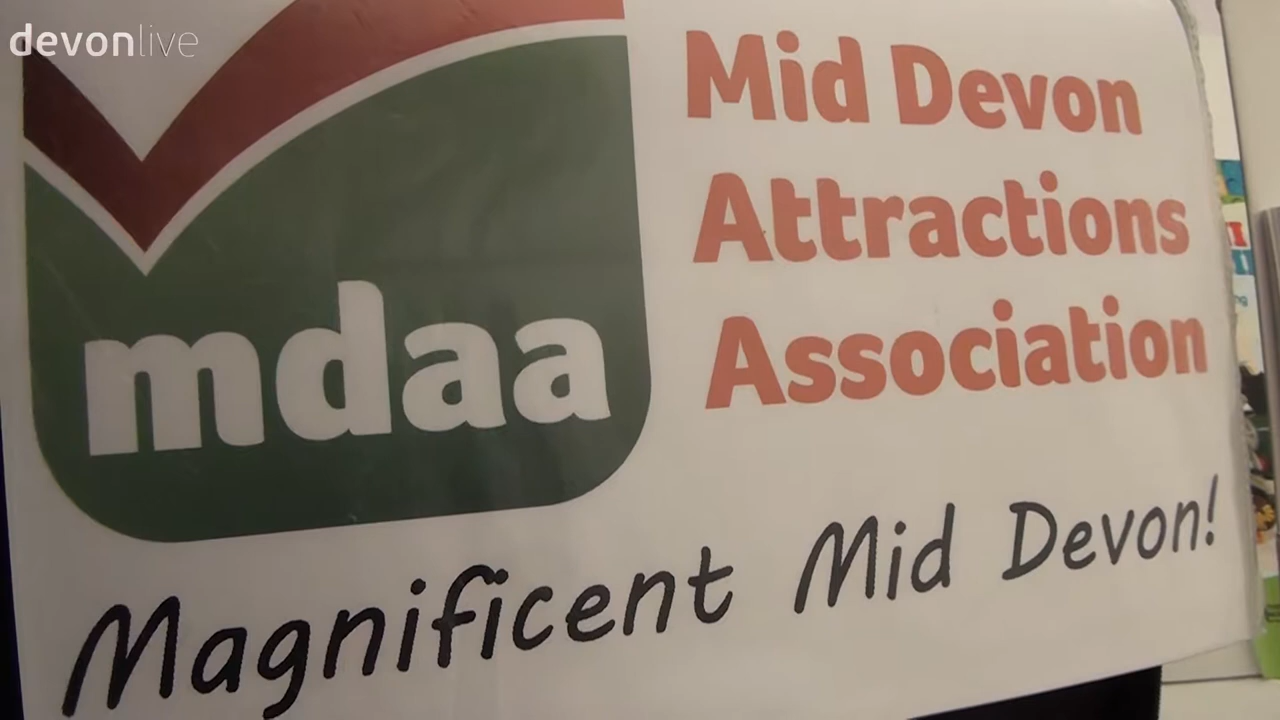 devonlive
Mid Devon
Attractions
Association
mdaa
Magnificent Mid Devon!